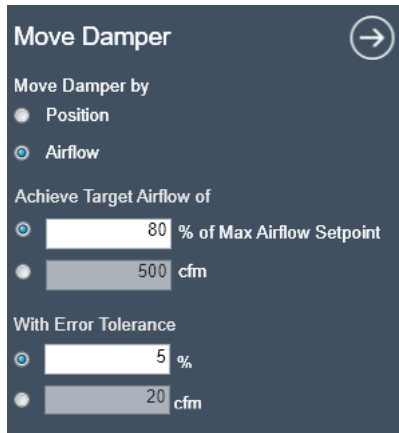 Move Damper
Move Damper by
Position
Airflow
Achieve Target Airflow of
80 % of Max Airflow Setpoint
500 cfm
With Error Tolerance
5 %
20 cfm